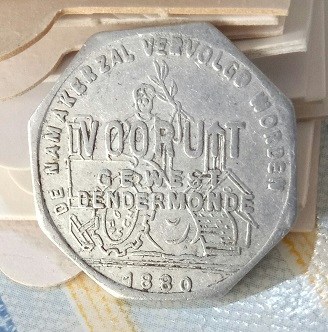 DE NAMAKER ZAL VERVOLGD WORDEN
VOORUIT
GEWEST
DENDERMONDE
1880